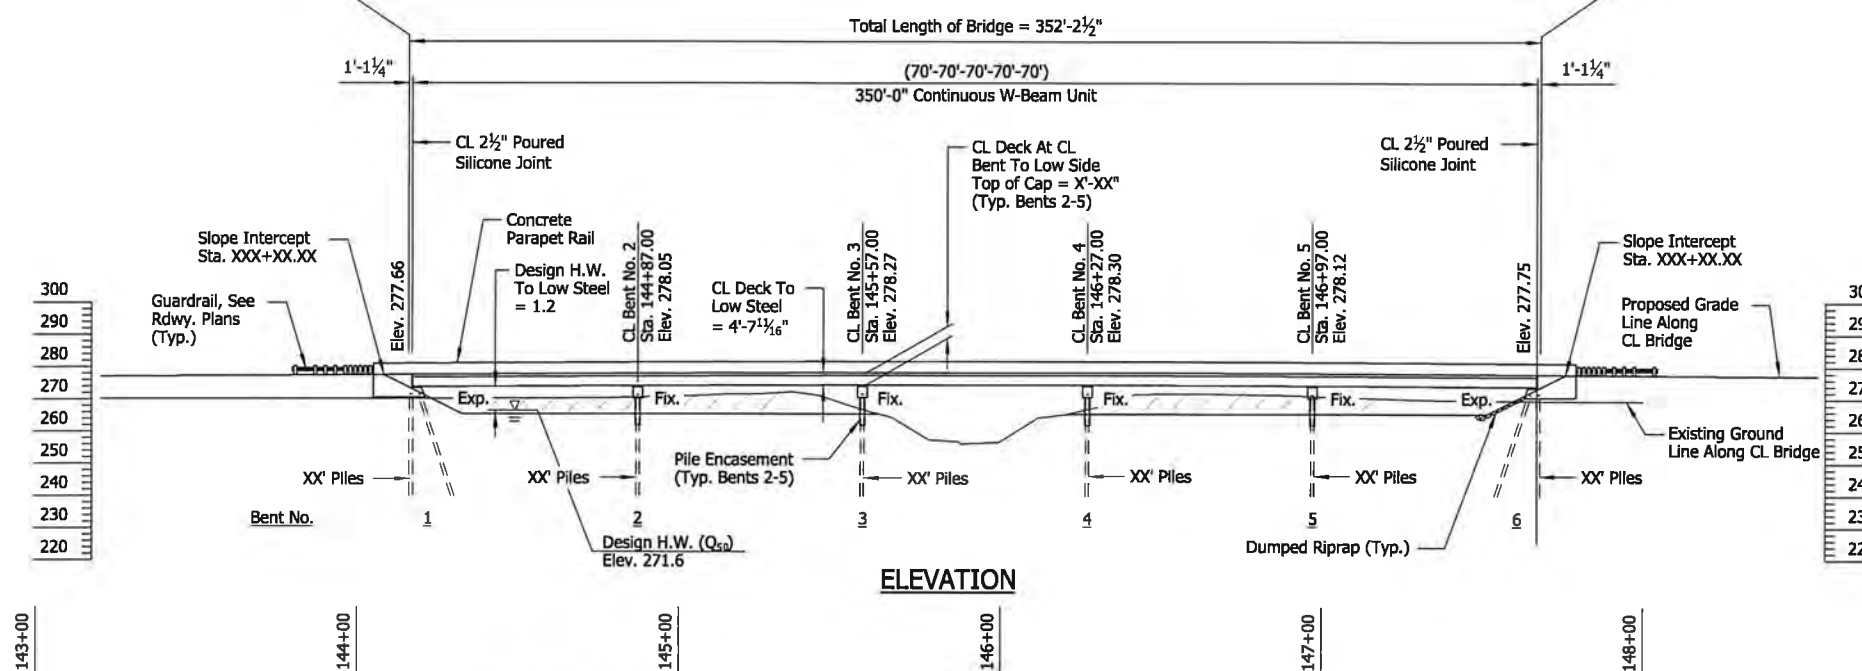 Total Length of Bridge = 352'-2½"
1'-1¼"
(70'-70'-70'-70'-70')
1'-1¼"
350'-0" Continuous W-Beam Unit
CL 2½" Poured
Silicone Joint
CL Deck At CL
Bent To Low Side
Top of Cap = X'-XX"
(Typ. Bents 2-5)
CL 2½" Poured
Silicone Joint
Slope Intercept
Sta. XXX+XX.XX
Concrete
Parapet Rail
Guardrail, See
Rdwy. Plans
(Typ.)
Elev. 277.66
Design H.W.
To Low Steel
= 1.2
CL Bent No. 2
Sta. 144+87.00
Elev. 278.05
CL Deck To
Low Steel
= 4'-7 11/16"
CL Bent No. 3
Sta. 145+57.00
Elev. 278.27
CL Bent No. 4
Sta. 146+27.00
Elev. 278.30
CL Bent No. 5
Sta. 146+97.00
Elev. 278.12
Elev. 277.75
Slope Intercept
Sta. XXX+XX.XX
Proposed Grade
Line Along
CL Bridge
300
290
280
270
260
250
240
230
220
Exp.
Fix.
Fix.
Fix.
Fix.
Exp.
Pile Encasement
(Typ. Bents 2-5)
Existing Ground
Line Along CL Bridge
XX' Piles
XX' Piles
XX' Piles
XX' Piles
XX' Piles
XX' Piles
Bent No.
1
2
3
4
5
6
Design H.W. (Q50)
Elev. 271.6
Dumped Riprap (Typ.)
30
29
28
27
26
25
24
23
22
ELEVATION
143+00
144+00
145+00
146+00
147+00
148+00